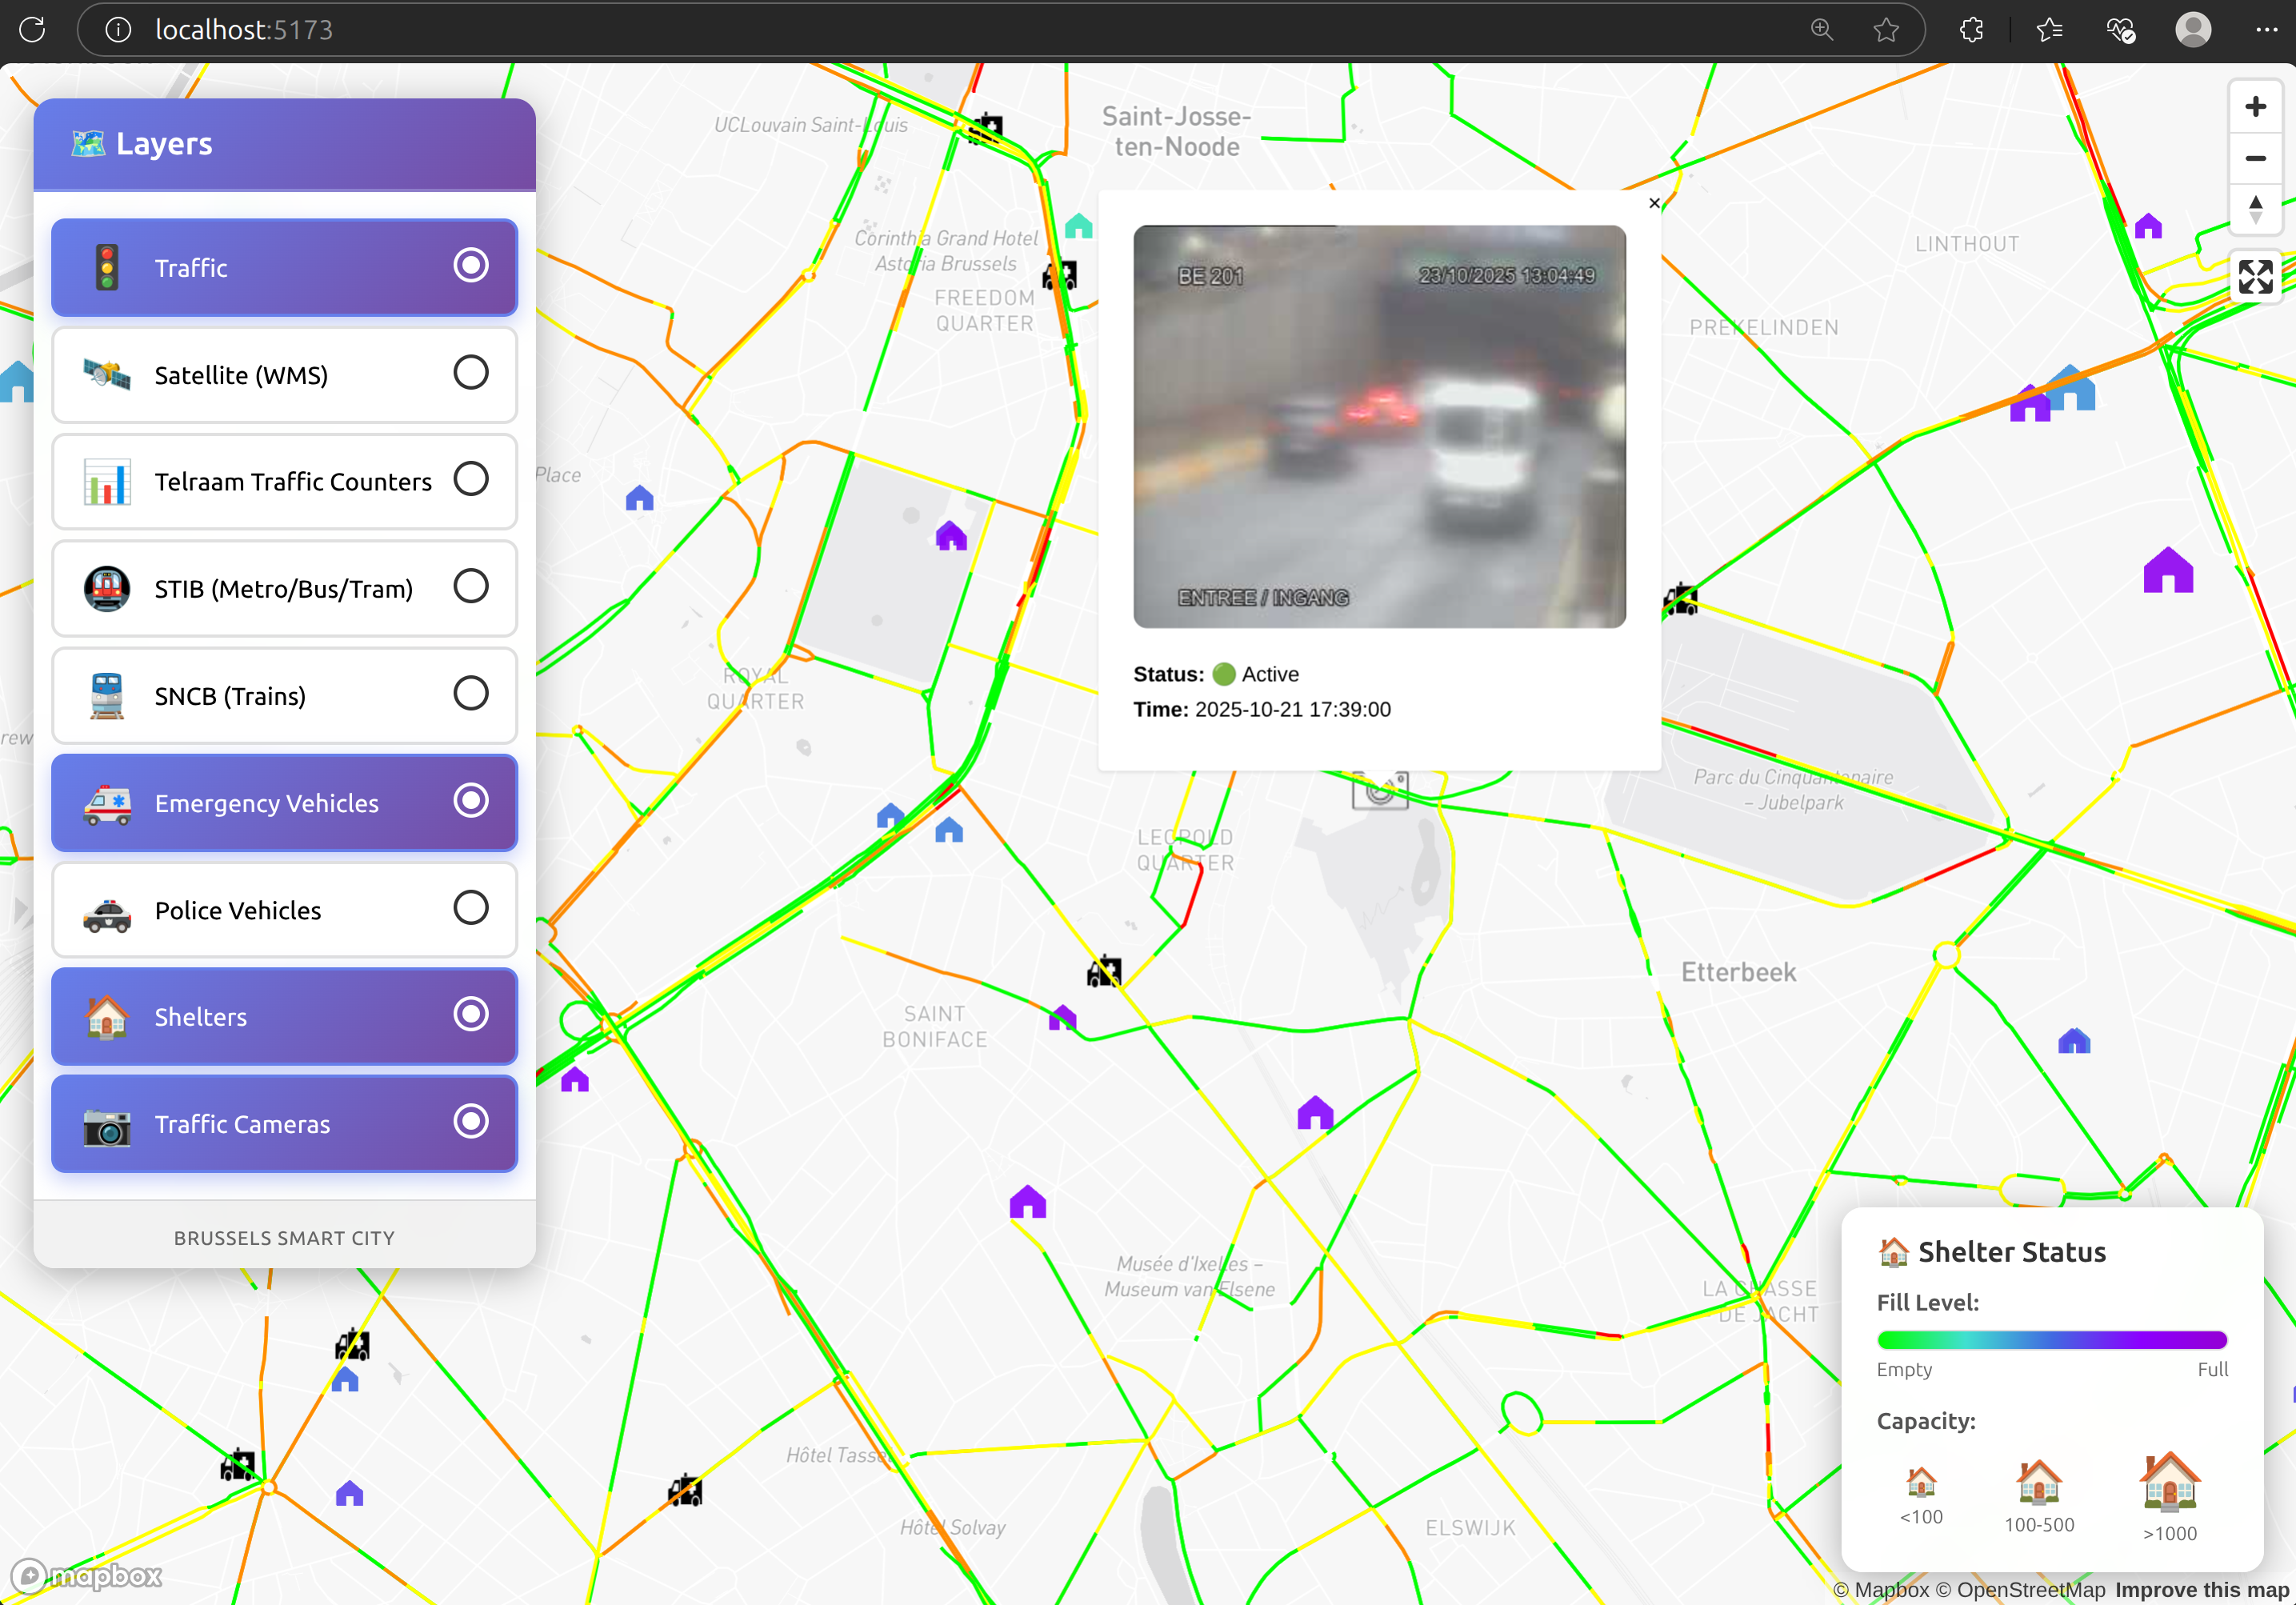 localhost:5173
Layers
Traffic
Satellite (WMS)
Telraam Traffic Counters
STIB (Metro/Bus/Tram)
SNCB (Trains)
Emergency Vehicles
Police Vehicles
Shelters
Traffic Cameras
BRUSSELS SMART CITY
UCLouvain Saint-Louis
Saint-Josse-
ten-Noode
Corinthia Grand Hotel
Astoria Brussels
FREEDOM
QUARTER
Place
ROYAL
QUARTER
×
BE 201
23/10/2025 13:04:49
ENTREE / INGANG
Status: 🟢 Active
Time: 2025-10-21 17:39:00
LINTHOUT
PREKELINDEN
Parc du Cinquantenaire
– Jubelpark
LEOPOLD
QUARTER
Etterbeek
SAINT
BONIFACE
Musée d'Ixelles –
Museum van Elsene
LA CHASSE
DE JACHT
Hôtel Tassel
Hôtel Solvay
ELSWIJK
Shelter Status
Fill Level:
Empty Full
Capacity:
<100
100-500
>1000
mapbox
© Mapbox © OpenStreetMap Improve this map